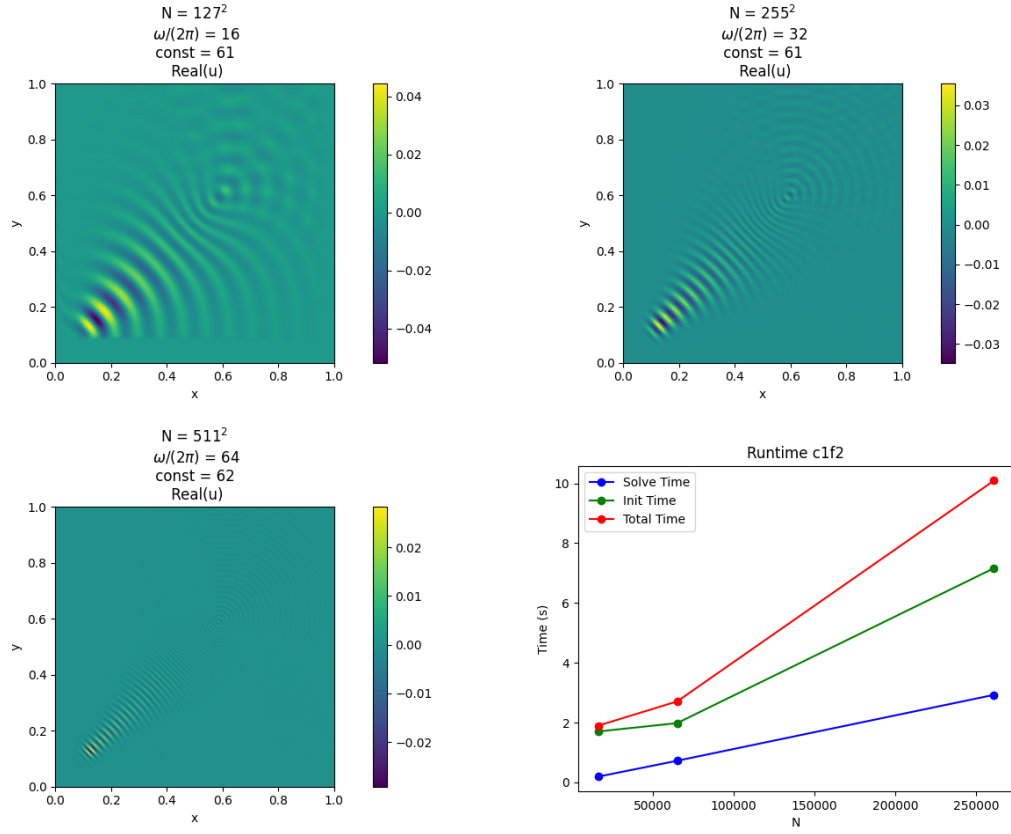 N = 127²
ω/(2π) = 16
const = 61
Real(u)
1.0
0.8
0.6
0.4
0.2
0.0
y
0.0 0.2 0.4 0.6 0.8 1.0
x
0.04
0.02
0.00
−0.02
−0.04
N = 255²
ω/(2π) = 32
const = 61
Real(u)
1.0
0.8
0.6
0.4
0.2
0.0
y
0.0 0.2 0.4 0.6 0.8 1.0
x
0.03
0.02
0.01
0.00
−0.01
−0.02
−0.03
N = 511²
ω/(2π) = 64
const = 62
Real(u)
1.0
0.8
0.6
0.4
0.2
0.0
y
0.0 0.2 0.4 0.6 0.8 1.0
x
0.02
0.01
0.00
−0.01
−0.02
Runtime c1f2
Solve Time
Init Time
Total Time
10
8
6
4
2
0
Time (s)
50000 100000 150000 200000 250000
N